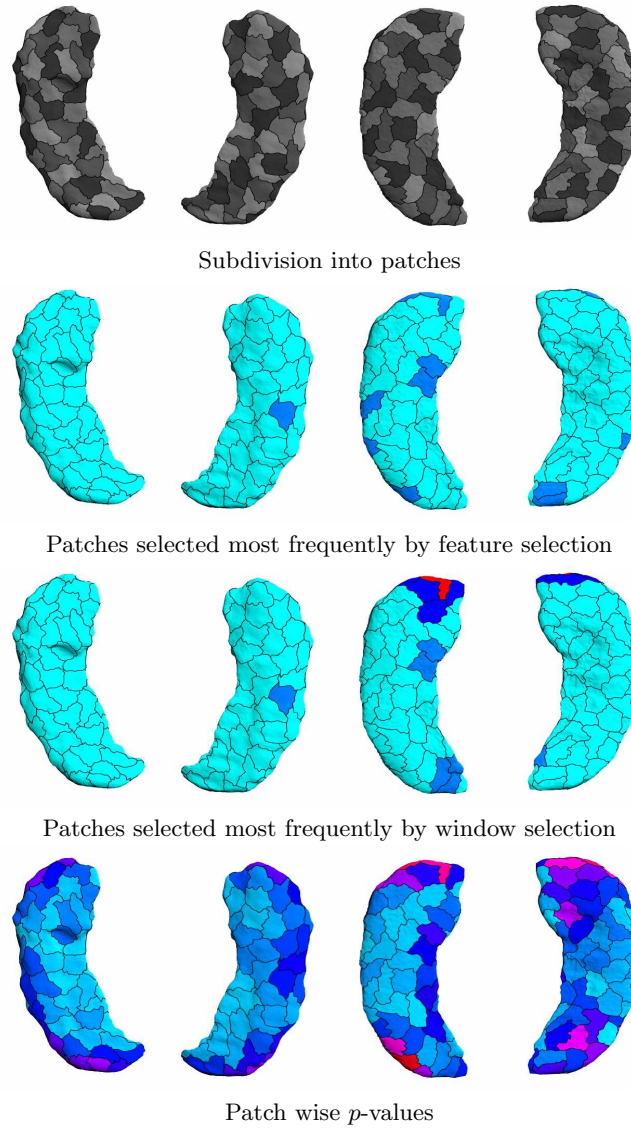 Subdivision into patches
Patches selected most frequently by feature selection
Patches selected most frequently by window selection
Patch wise p-values